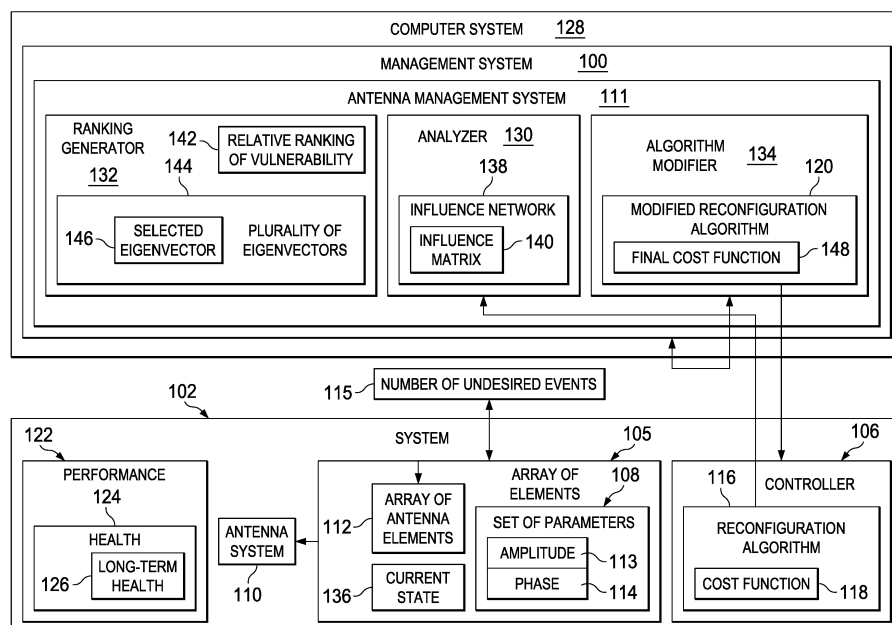 COMPUTER SYSTEM 128
MANAGEMENT SYSTEM 100
ANTENNA MANAGEMENT SYSTEM 111
RANKING
GENERATOR
132
142
RELATIVE RANKING
OF VULNERABILITY
144
146
SELECTED
EIGENVECTOR
PLURALITY OF
EIGENVECTORS
ANALYZER 130
138
INFLUENCE NETWORK
INFLUENCE
MATRIX
140
ALGORITHM
MODIFIER
134
120
MODIFIED RECONFIGURATION
ALGORITHM
FINAL COST FUNCTION
148
115
NUMBER OF UNDESIRED EVENTS
102
SYSTEM
122
PERFORMANCE
124
HEALTH
126
LONG-TERM
HEALTH
ANTENNA
SYSTEM
110
105
ARRAY OF
ELEMENTS
112
ARRAY OF
ANTENNA
ELEMENTS
136
CURRENT
STATE
108
SET OF PARAMETERS
AMPLITUDE
113
PHASE
114
106
CONTROLLER
116
RECONFIGURATION
ALGORITHM
COST FUNCTION
118